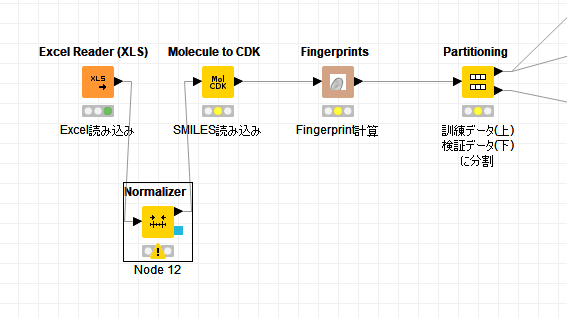 Excel Reader (XLS)
Molecule to CDK
Fingerprints
Partitioning
XLS
Mol
CDK
Excel読み込み
SMILES読み込み
Fingerprint計算
訓練データ(上)
検証データ(下)
に分割
Normalizer
Node 12